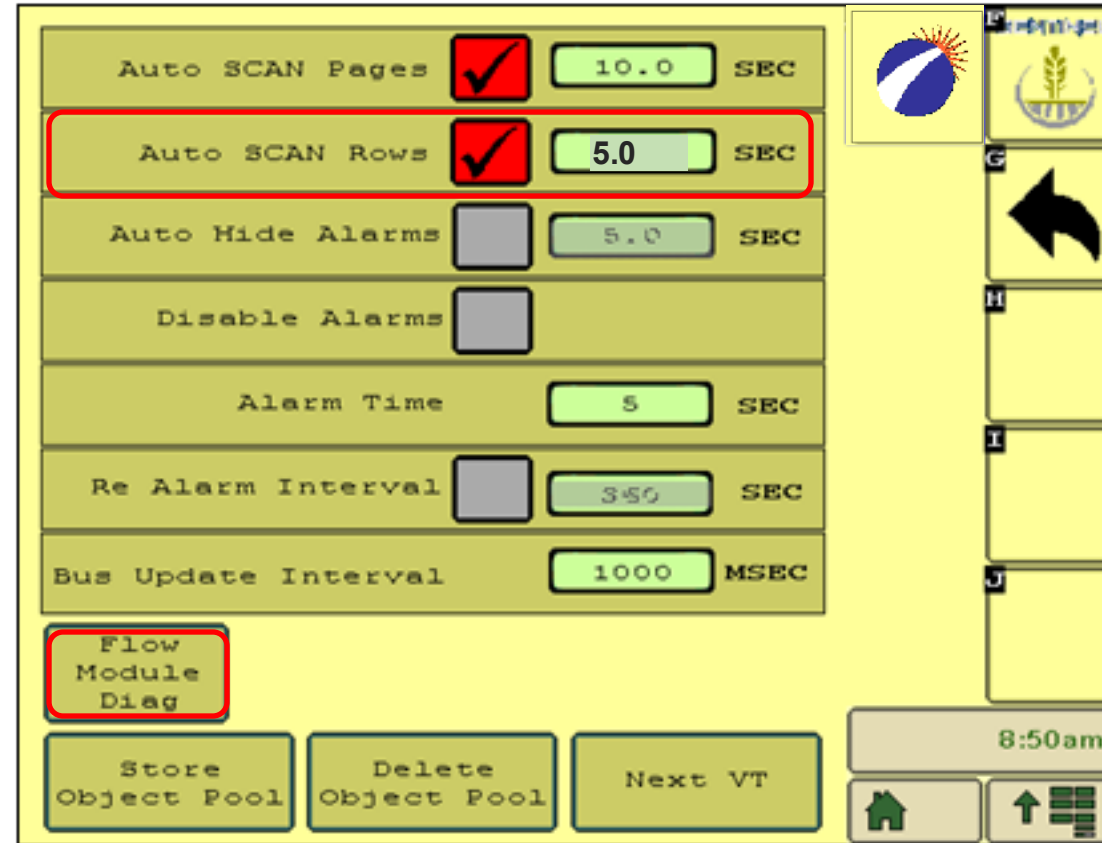 Auto SCAN Pages 10.0 SEC
Auto SCAN Rows 5.0 SEC
Auto Hide Alarms 5.0 SEC
Disable Alarms
Alarm Time 5 SEC
Re Alarm Interval SEC
Bus Update Interval 1000 MSEC
Flow
Module
Diag
Store
Object Pool
Delete
Object Pool
Next VT
F
G
H
I
J
8:50am